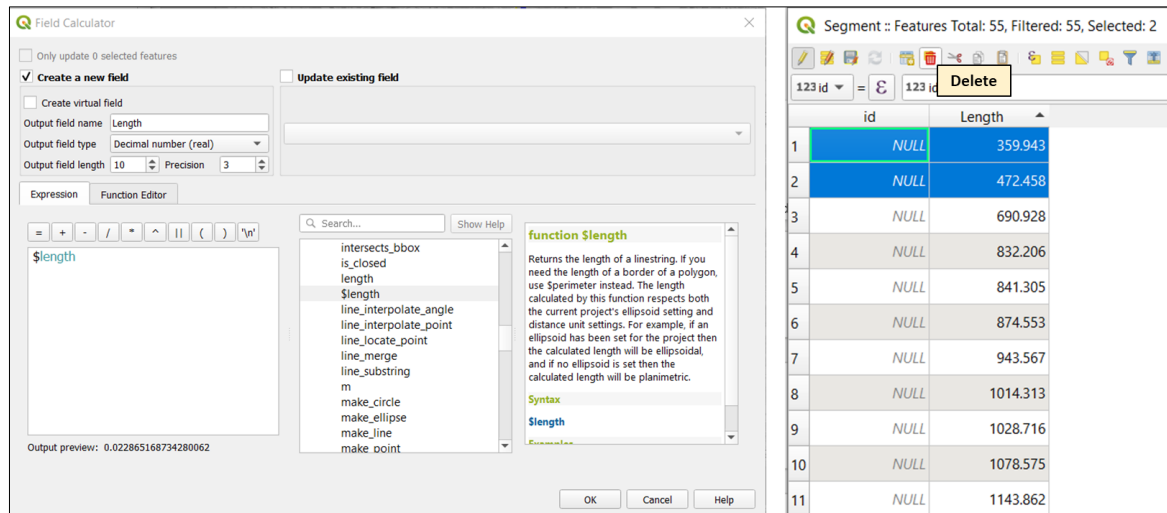 Field Calculator
Only update 0 selected features
Create a new field
Update existing field
Create virtual field
Output field name Length
Output field type Decimal number (real)
Output field length 10 Precision 3
Expression Function Editor
= + - / * ^ || ( ) '\n'
$length
Output preview: 0.022865168734280062
Search... Show Help
intersects_bbox
is_closed
length
$length
line_interpolate_angle
line_interpolate_point
line_locate_point
line_merge
line_substring
m
make_circle
make_ellipse
make_line
make_point
function $length
Returns the length of a linestring. If you
need the length of a border of a polygon,
use $perimeter instead. The length
calculated by this function respects both
the current project's ellipsoid setting and
distance unit settings. For example, if an
ellipsoid has been set for the project then
the calculated length will be ellipsoidal,
and if no ellipsoid is set then the
calculated length will be planimetric.
Syntax
$length
Examples
OK Cancel Help
Segment :: Features Total: 55, Filtered: 55, Selected: 2
Delete
123 id = ε 123 id
id Length
1 NULL 359.943
2 NULL 472.458
3 NULL 690.928
4 NULL 832.206
5 NULL 841.305
6 NULL 874.553
7 NULL 943.567
8 NULL 1014.313
9 NULL 1028.716
10 NULL 1078.575
11 NULL 1143.862